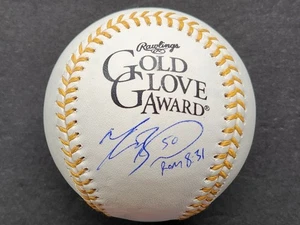 Rawlings
GOLD
GLOVE
AWARD®
50
Rom 8:31